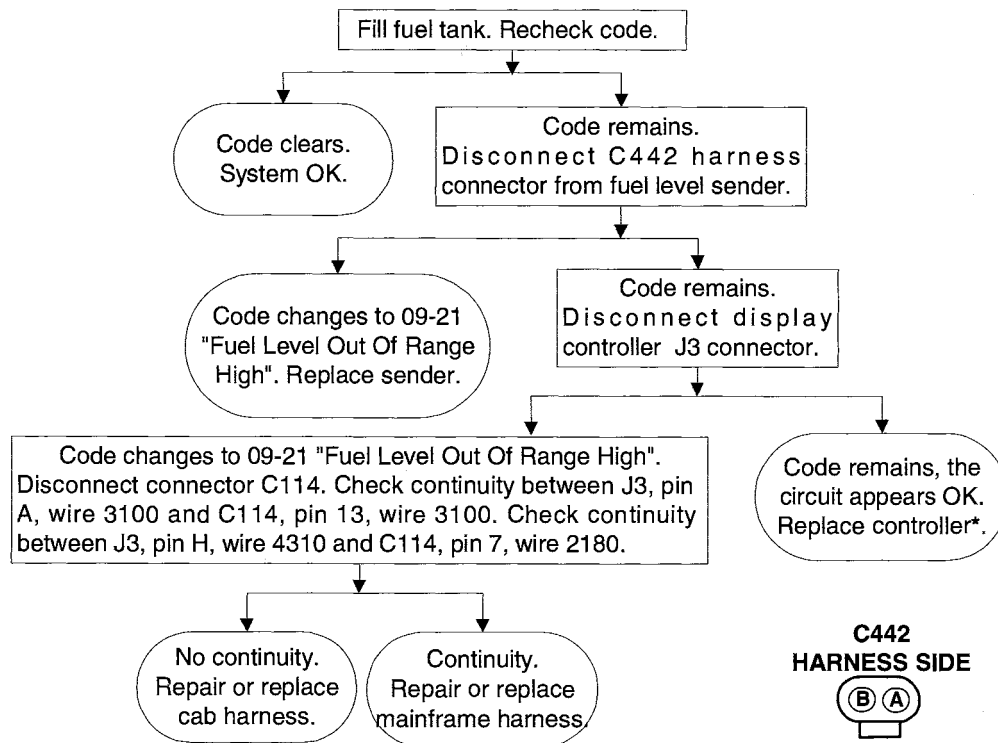 Fill fuel tank. Recheck code.
Code clears.
System OK.
Code remains.
Disconnect C442 harness
connector from fuel level sender.
Code changes to 09-21
"Fuel Level Out Of Range
High". Replace sender.
Code remains.
Disconnect display
controller J3 connector.
Code changes to 09-21 "Fuel Level Out Of Range High".
Disconnect connector C114. Check continuity between J3, pin
A, wire 3100 and C114, pin 13, wire 3100. Check continuity
between J3, pin H, wire 4310 and C114, pin 7, wire 2180.
Code remains, the
circuit appears OK.
Replace controller*.
No continuity.
Repair or replace
cab harness.
Continuity.
Repair or replace
mainframe harness.
C442
HARNESS SIDE
B A